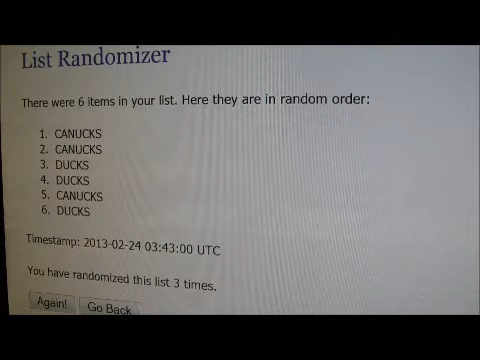 List Randomizer
There were 6 items in your list. Here they are in random order:
1. CANUCKS
2. CANUCKS
3. DUCKS
4. DUCKS
5. CANUCKS
6. DUCKS
Timestamp: 2013-02-24 03:43:00 UTC
You have randomized this list 3 times.
Again! Go Back